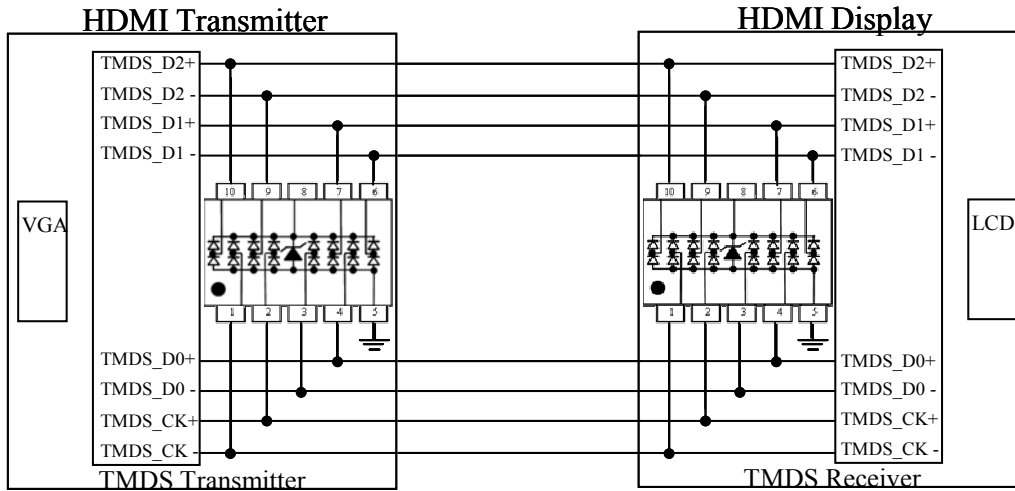 HDMI Transmitter
HDMI Display
TMDS_D2+
TMDS_D2 -
TMDS_D1+
TMDS_D1 -
TMDS_D2+
TMDS_D2 -
TMDS_D1+
TMDS_D1 -
10 9 8 7 6
10 9 8 7 6
VGA
LCD
1 2 3 4 5
1 2 3 4 5
TMDS_D0+
TMDS_D0 -
TMDS_CK+
TMDS_CK -
TMDS_D0+
TMDS_D0 -
TMDS_CK+
TMDS_CK -
TMDS Transmitter
TMDS Receiver